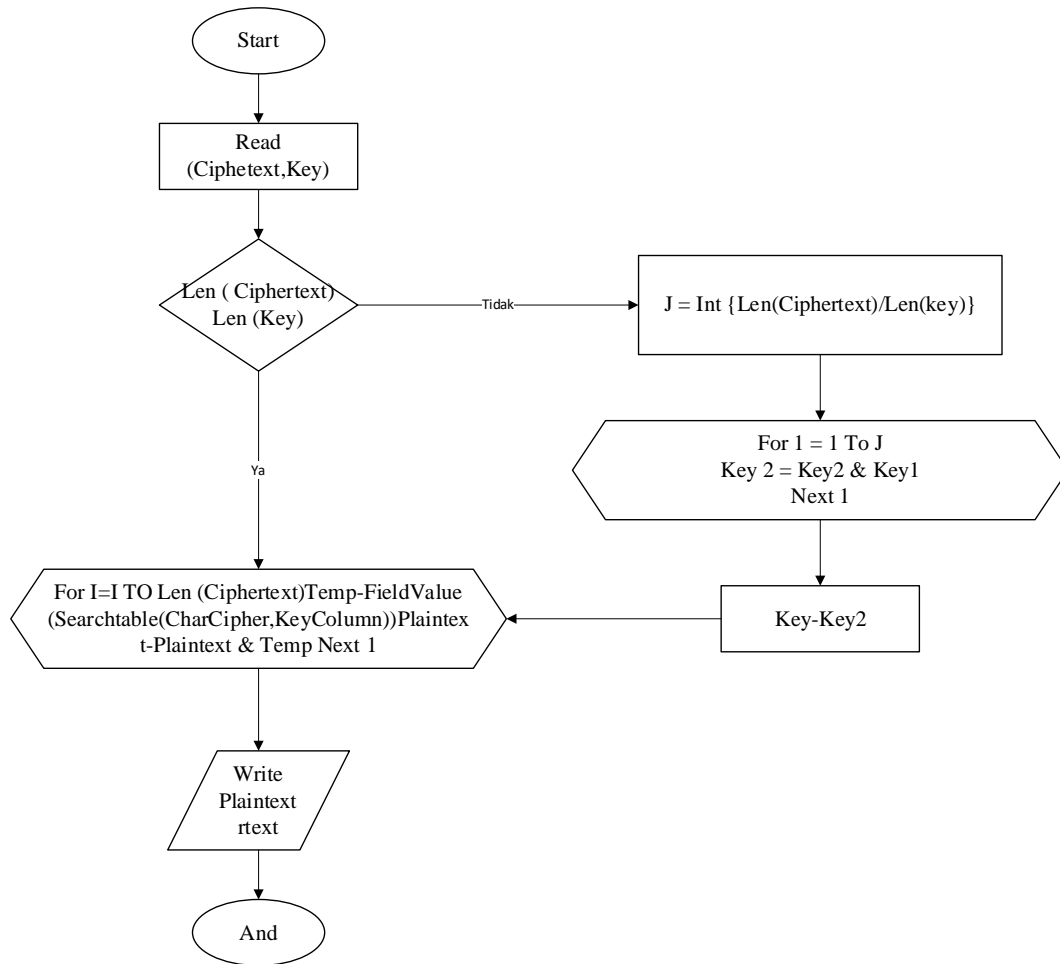 Start
Read
(Ciphetext,Key)
Len ( Ciphertext)
Len (Key)
Tidak
J = Int {Len(Ciphertext)/Len(key)}
For 1 = 1 To J
Key 2 = Key2 & Key1
Next 1
Ya
For I=I TO Len (Ciphertext)Temp-FieldValue
(Searchtable(CharCipher,KeyColumn))Plaintex
t-Plaintext & Temp Next 1
Key-Key2
Write
Plaintext
rtext
And